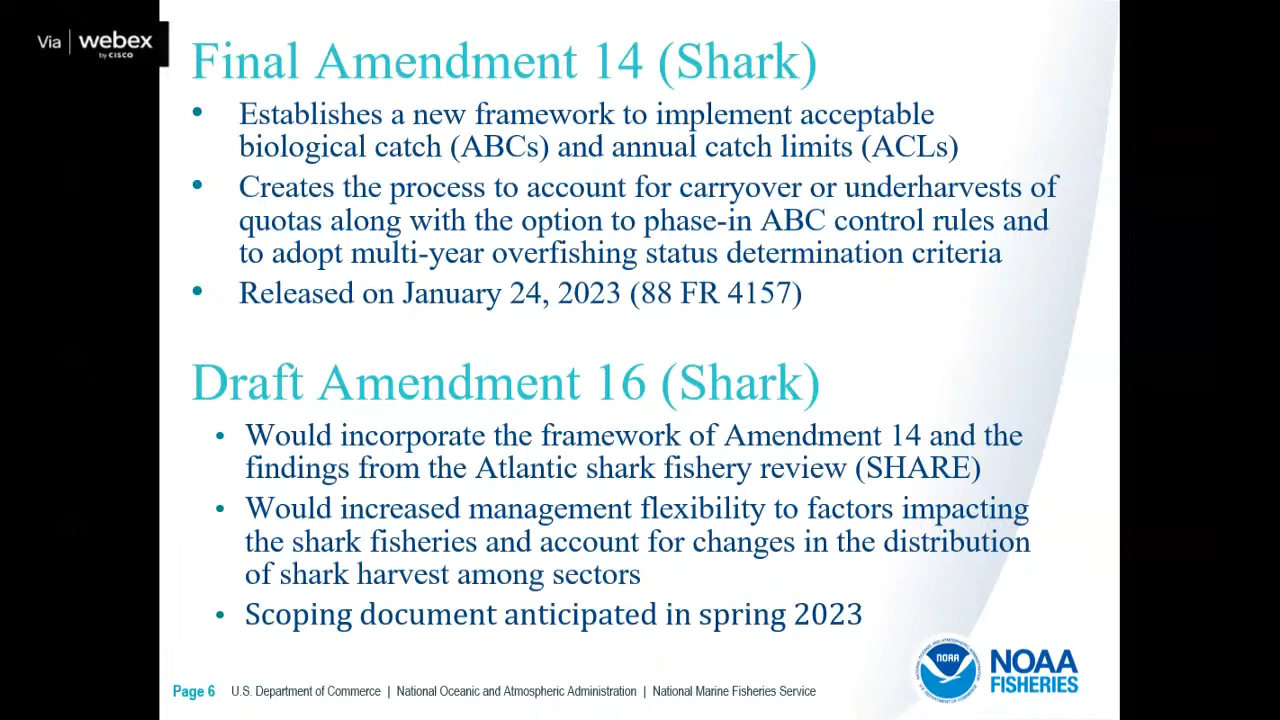 Via | webex
by CISCO
Final Amendment 14 (Shark)
• Establishes a new framework to implement acceptable
biological catch (ABCs) and annual catch limits (ACLs)
• Creates the process to account for carryover or underharvests of
quotas along with the option to phase-in ABC control rules and
to adopt multi-year overfishing status determination criteria
• Released on January 24, 2023 (88 FR 4157)
Draft Amendment 16 (Shark)
• Would incorporate the framework of Amendment 14 and the
findings from the Atlantic shark fishery review (SHARE)
• Would increased management flexibility to factors impacting
the shark fisheries and account for changes in the distribution
of shark harvest among sectors
• Scoping document anticipated in spring 2023
NOAA
NOAA
FISHERIES
Page 6 U.S. Department of Commerce | National Oceanic and Atmospheric Administration | National Marine Fisheries Service